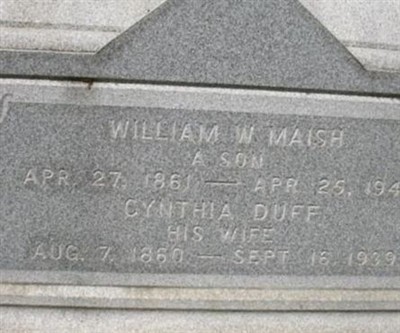 WILLIAM W. MAISH
A SON
APR. 27, 1861 — APR. 25, 194
CYNTHIA DUFF
HIS WIFE
AUG. 7, 1860 — SEPT. 16, 1939